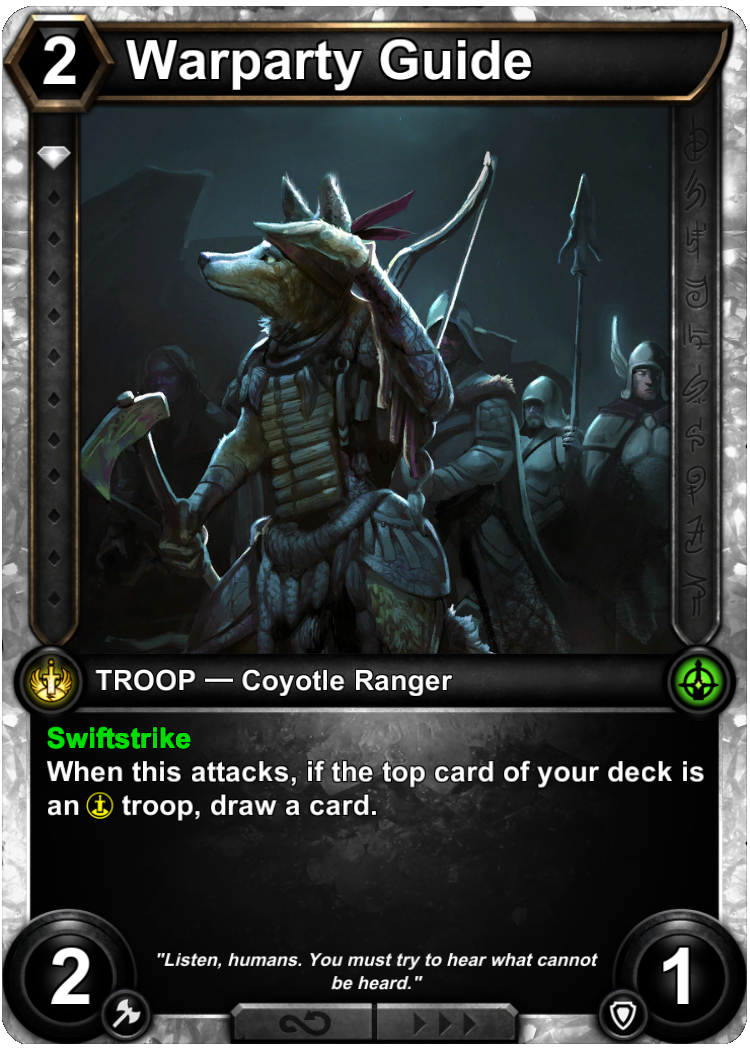 2 Warparty Guide
TROOP — Coyotle Ranger
Swiftstrike
When this attacks, if the top card of your deck is
an troop, draw a card.
2
"Listen, humans. You must try to hear what cannot
be heard."
1